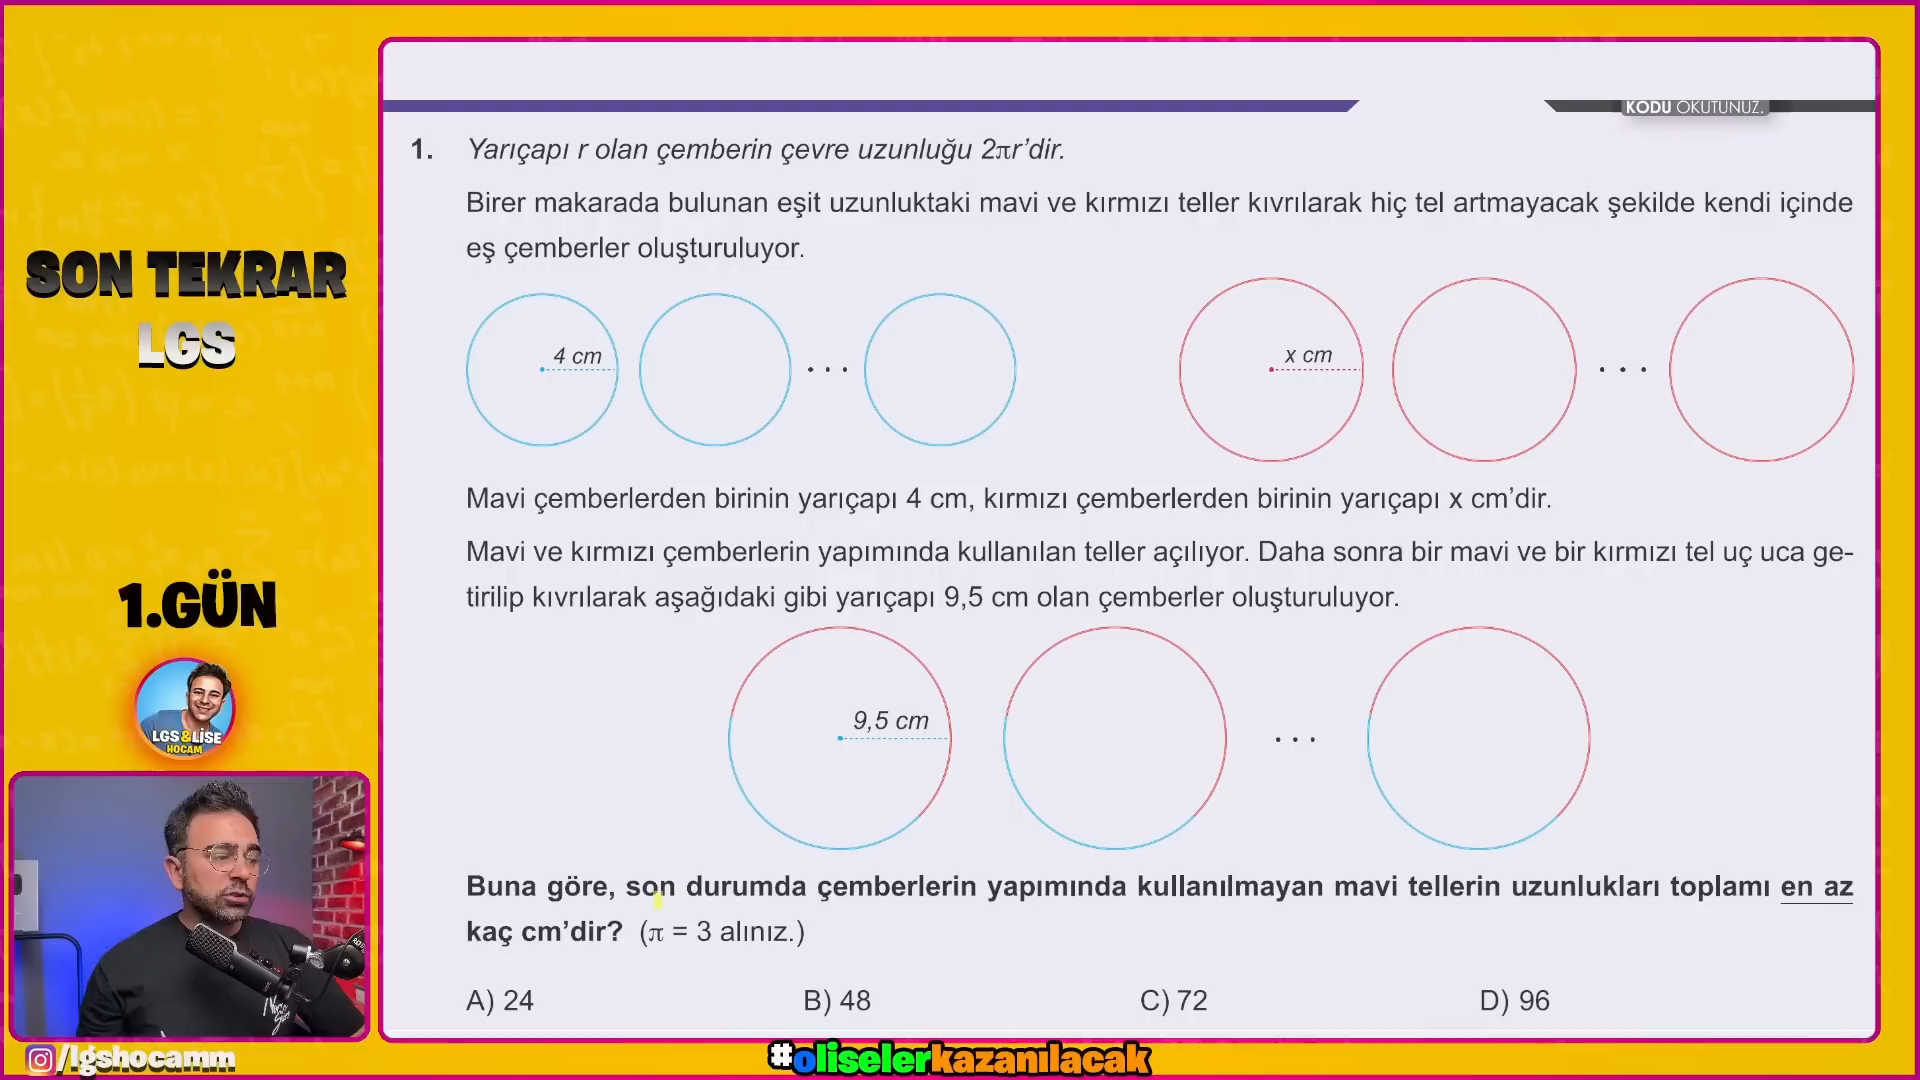 KODU OKUTUNUZ.
1. Yarıçapı r olan çemberin çevre uzunluğu 2πr’dir.
Birer makarada bulunan eşit uzunluktaki mavi ve kırmızı teller kıvrılarak hiç tel artmayacak şekilde kendi içinde
eş çemberler oluşturuluyor.
4 cm
. . .
x cm
. . .
Mavi çemberlerden birinin yarıçapı 4 cm, kırmızı çemberlerden birinin yarıçapı x cm’dir.
Mavi ve kırmızı çemberlerin yapımında kullanılan teller açılıyor. Daha sonra bir mavi ve bir kırmızı tel uç uca ge-
tirilip kıvrılarak aşağıdaki gibi yarıçapı 9,5 cm olan çemberler oluşturuluyor.
9,5 cm
. . .
Buna göre, son durumda çemberlerin yapımında kullanılmayan mavi tellerin uzunlukları toplamı en az
kaç cm’dir? (π = 3 alınız.)
A) 24
B) 48
C) 72
D) 96
SON TEKRAR
LGS
1.GÜN
LGS&LİSE
HOCAM
/lgshocamm
#oliselerkazanılacak